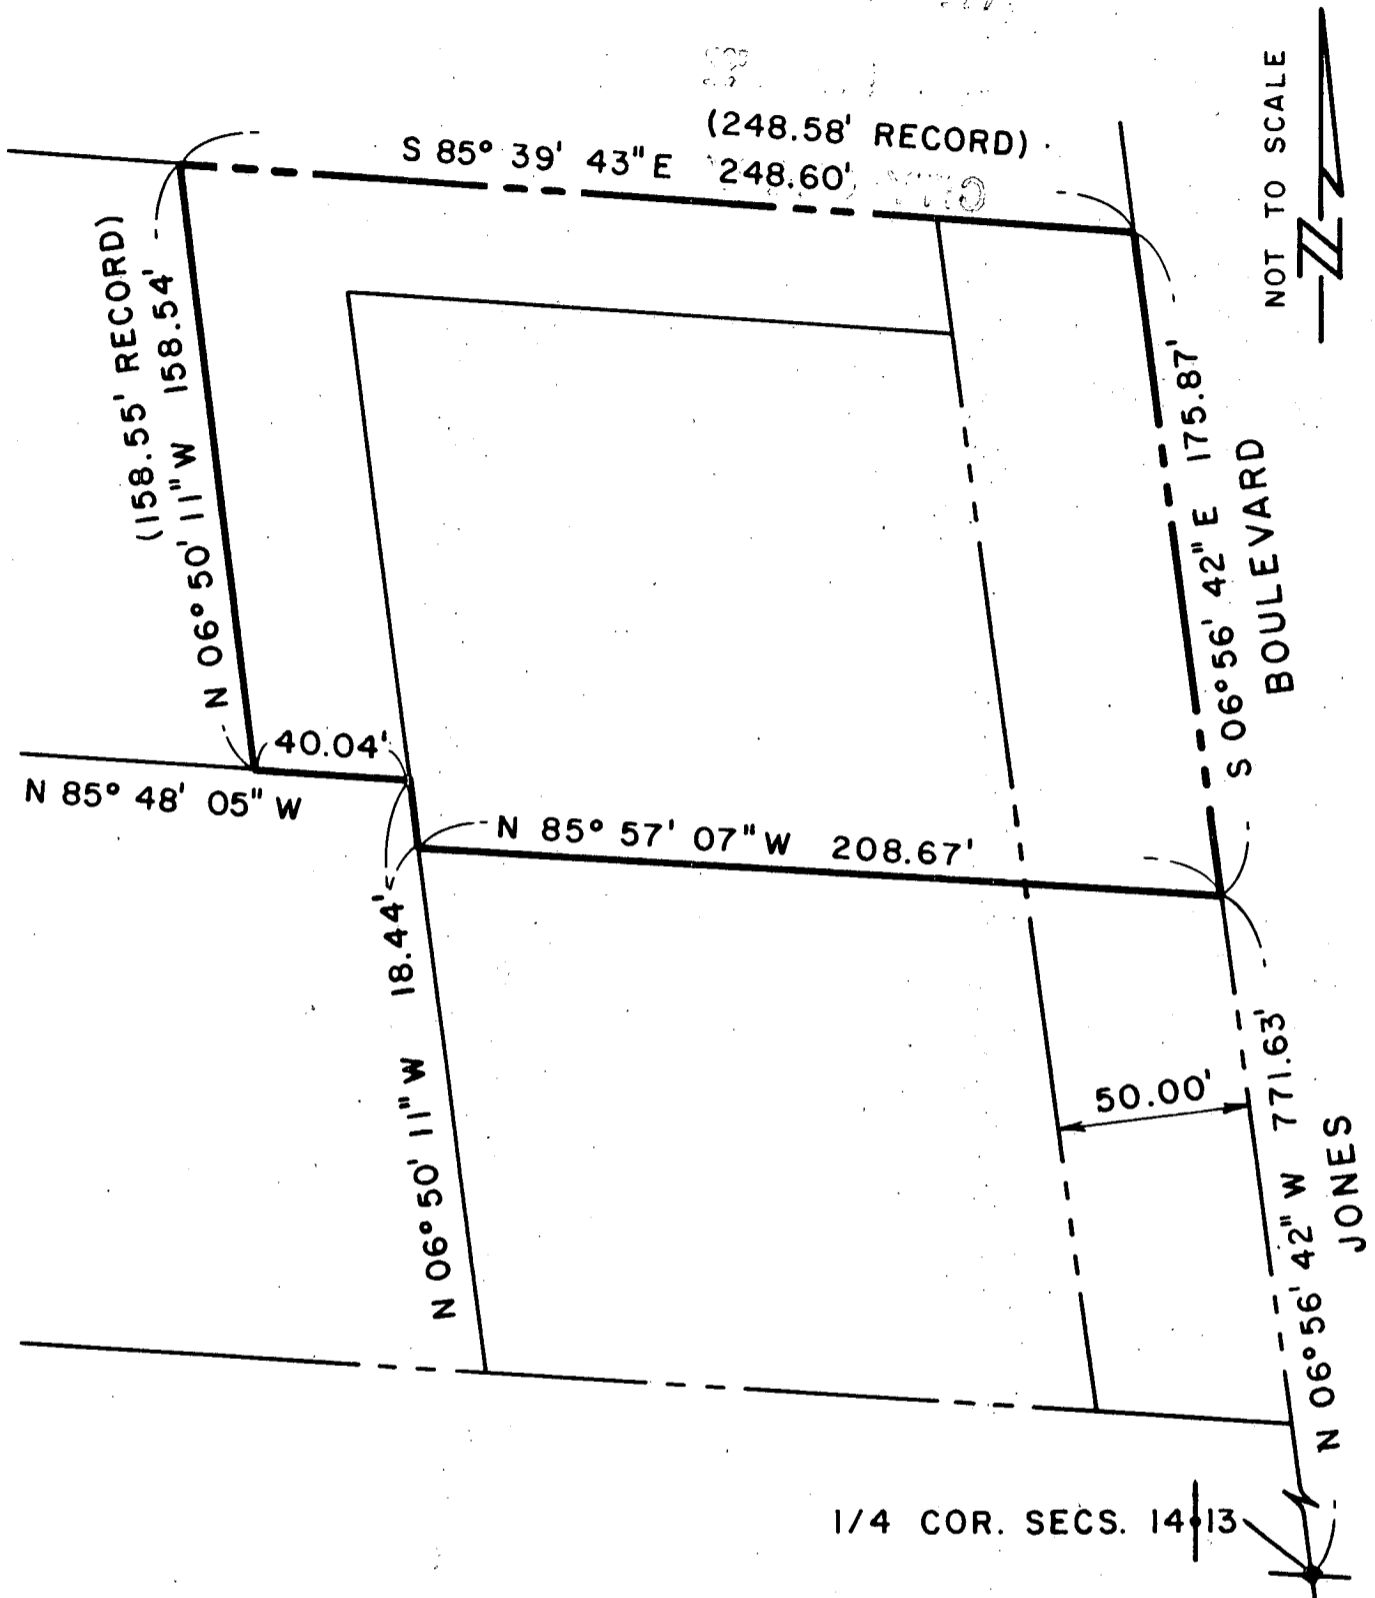 (248.58' RECORD)
S 85° 39' 43" E 248.60'
NOT TO SCALE
(158.55' RECORD)
N 06° 50' 11" W 158.54'
S 06° 56' 42" E 175.87'
BOULEVARD
40.04'
N 85° 48' 05" W
N 85° 57' 07" W 208.67'
N 06° 50' 11" W 18.44'
50.00'
N 06° 56' 42" W 771.63'
JONES
1/4 COR. SECS. 14 13